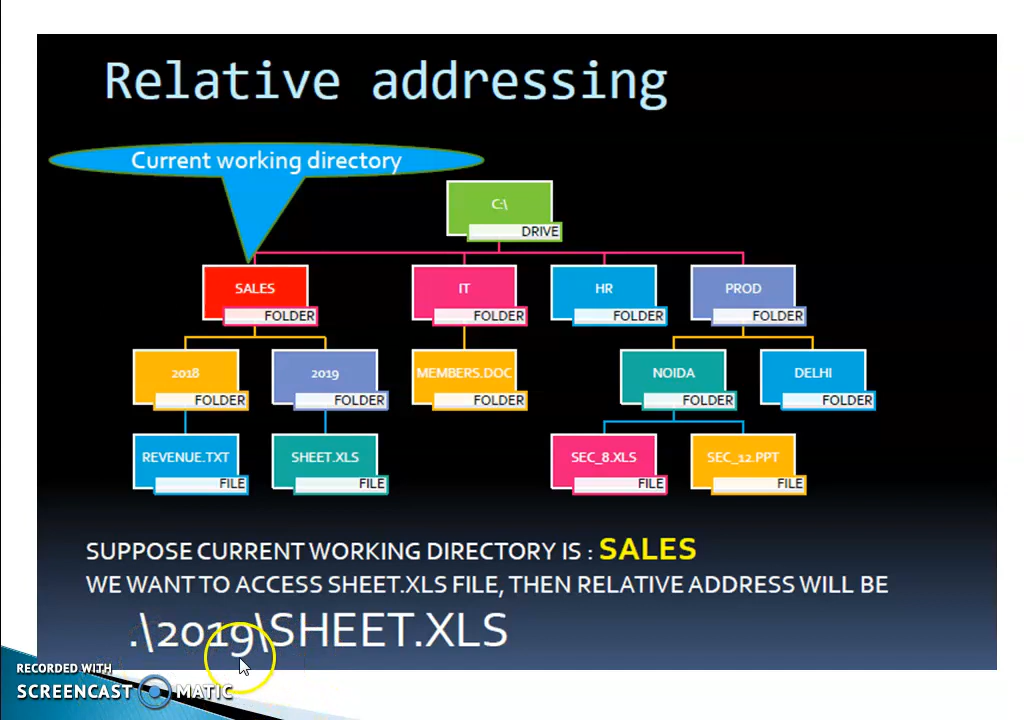 Relative addressing
Current working directory
C:\
DRIVE
SALES
FOLDER
IT
FOLDER
HR
FOLDER
PROD
FOLDER
2018
FOLDER
2019
FOLDER
MEMBERS.DOC
FOLDER
NOIDA
FOLDER
DELHI
FOLDER
REVENUE.TXT
FILE
SHEET.XLS
FILE
SEC_8.XLS
FILE
SEC_12.PPT
FILE
SUPPOSE CURRENT WORKING DIRECTORY IS : SALES
WE WANT TO ACCESS SHEET.XLS FILE, THEN RELATIVE ADDRESS WILL BE
.\2019\SHEET.XLS
RECORDED WITH
SCREENCAST MATIC